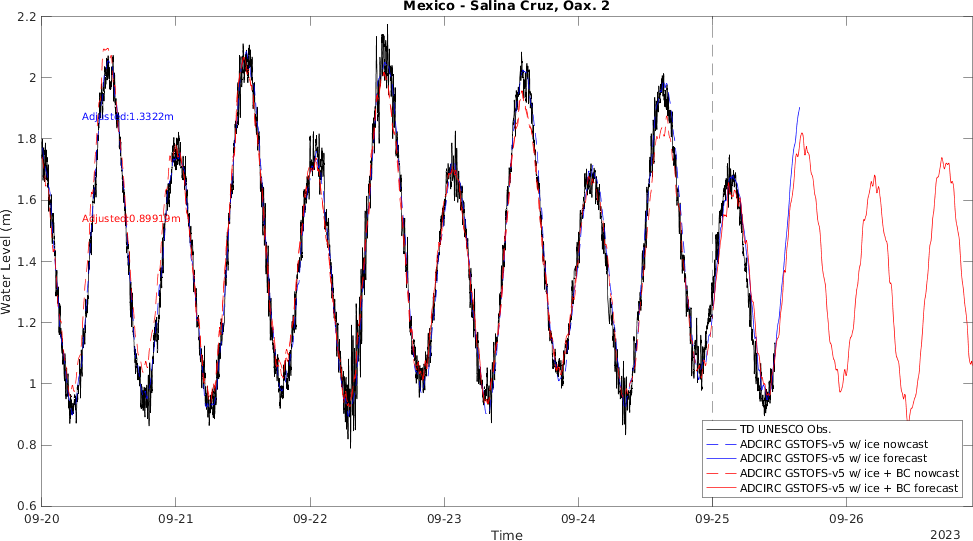 Mexico - Salina Cruz, Oax. 2
2.2
2
1.8
1.6
1.4
1.2
1
0.8
0.6
Water Level (m)
Adjusted:1.3322m
Adjusted:0.89919m
TD UNESCO Obs.
ADCIRC GSTOFS-v5 w/ ice nowcast
ADCIRC GSTOFS-v5 w/ ice forecast
ADCIRC GSTOFS-v5 w/ ice + BC nowcast
ADCIRC GSTOFS-v5 w/ ice + BC forecast
09-20 09-21 09-22 09-23 09-24 09-25 09-26
Time
2023